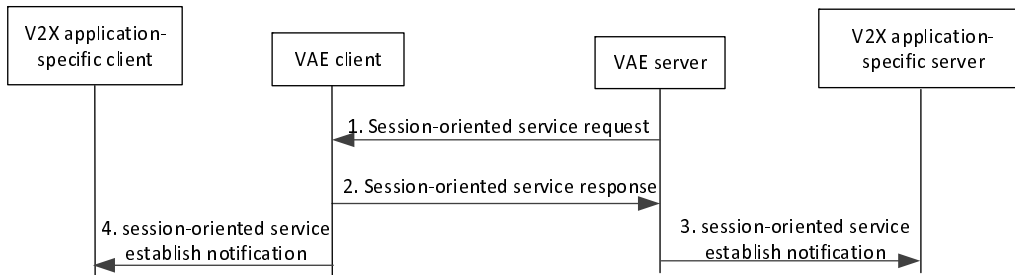 V2X application-
specific client
VAE client
VAE server
V2X application-
specific server
1. Session-oriented service request
2. Session-oriented service response
4. session-oriented service
establish notification
3. session-oriented service
establish notification